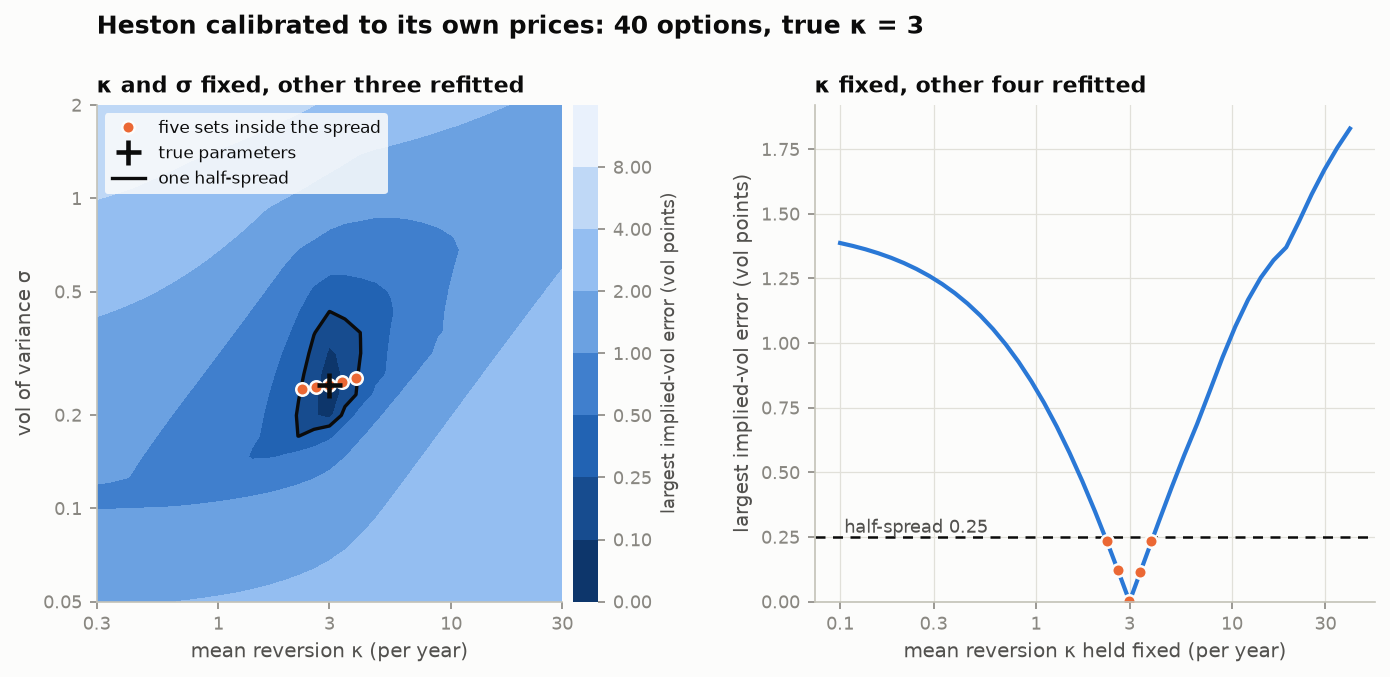 Heston calibrated to its own prices: 40 options, true κ = 3
κ and σ fixed, other three refitted
five sets inside the spread
true parameters
one half-spread
2
1
0.5
0.2
0.1
0.05
vol of variance σ
0.3
1
3
10
30
mean reversion κ (per year)
8.00
4.00
2.00
1.00
0.50
0.25
0.10
0.00
largest implied-vol error (vol points)
κ fixed, other four refitted
1.75
1.50
1.25
1.00
0.75
0.50
0.25
0.00
largest implied-vol error (vol points)
half-spread 0.25
0.1
0.3
1
3
10
30
mean reversion κ held fixed (per year)